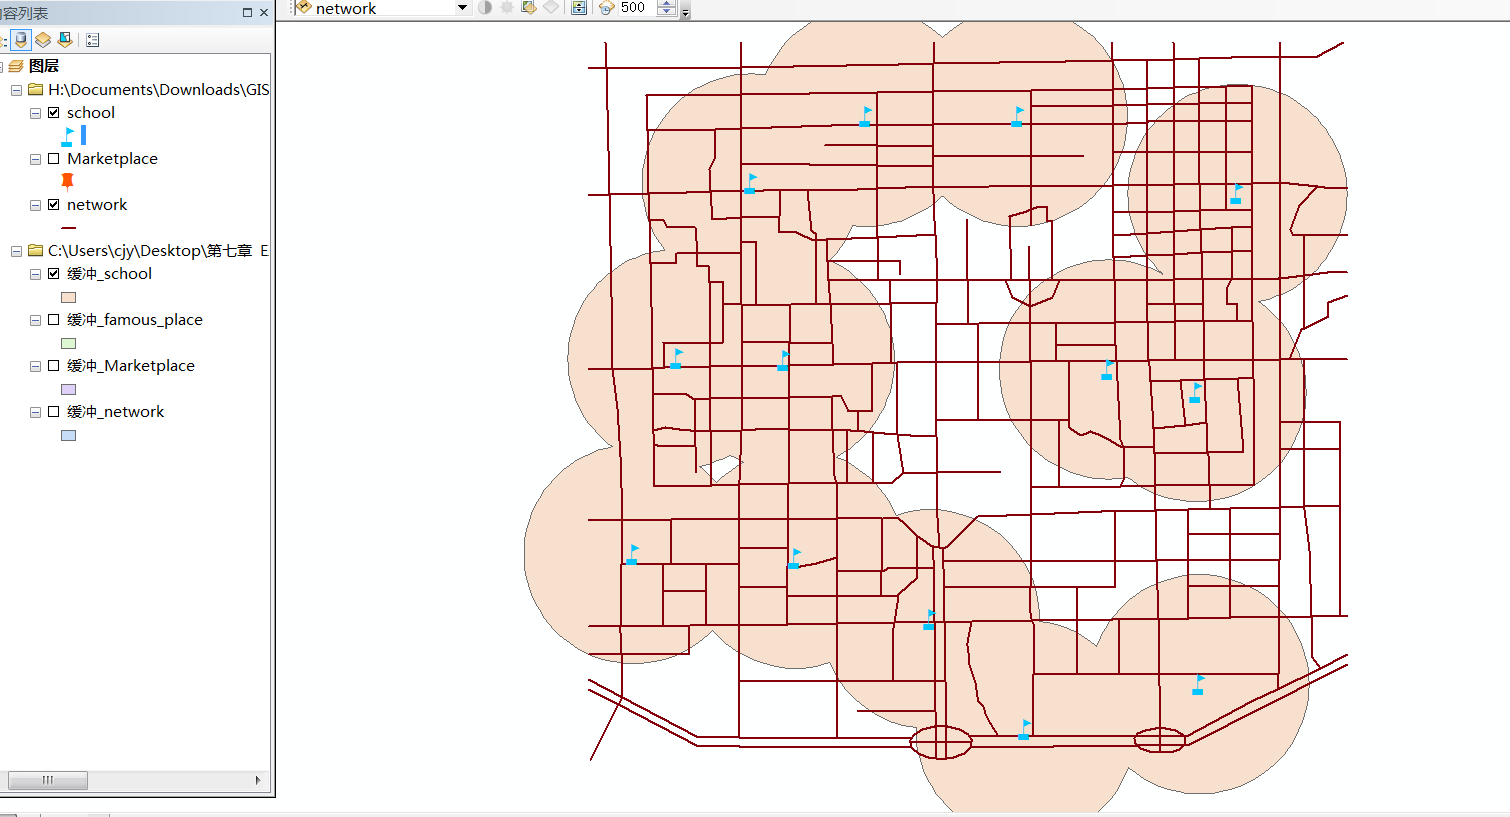 内容列表
network
500
图层
H:\Documents\Downloads\GIS
school
Marketplace
network
C:\Users\cjy\Desktop\第七章 E
缓冲_school
缓冲_famous_place
缓冲_Marketplace
缓冲_network